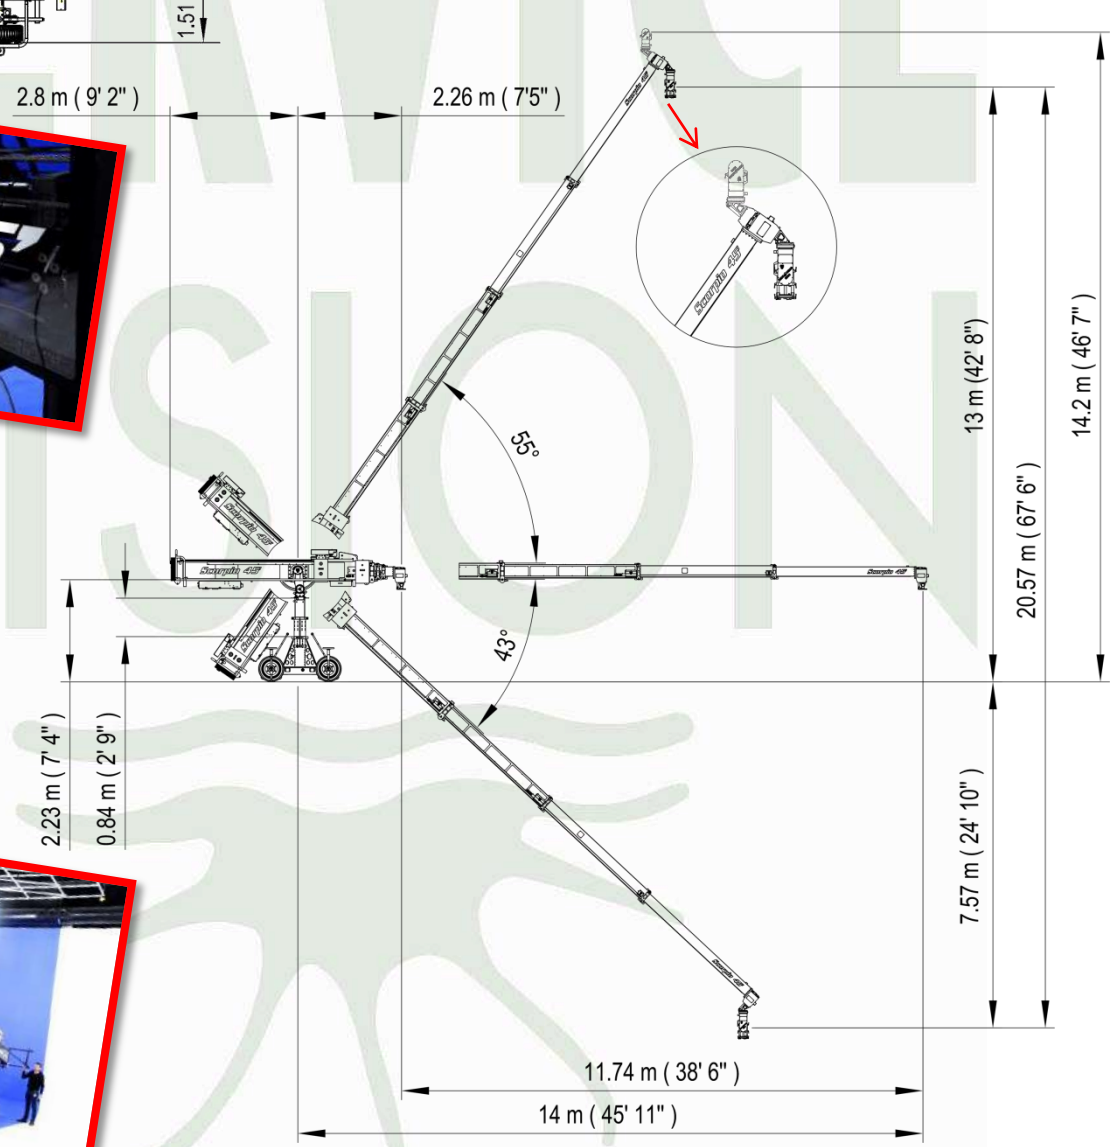 1.51
2.8 m ( 9' 2" )
2.26 m ( 7'5" )
Scorpio 45'
Scorpio 45'
13 m (42' 8")
14.2 m ( 46' 7" )
20.57 m ( 67' 6" )
55°
Scorpio 45'
Scorpio 45'
Scorpio 45'
Scorpio 45'
43°
2.23 m ( 7' 4" )
0.84 m ( 2' 9" )
7.57 m ( 24' 10" )
Scorpio 45'
11.74 m ( 38' 6" )
14 m ( 45' 11" )